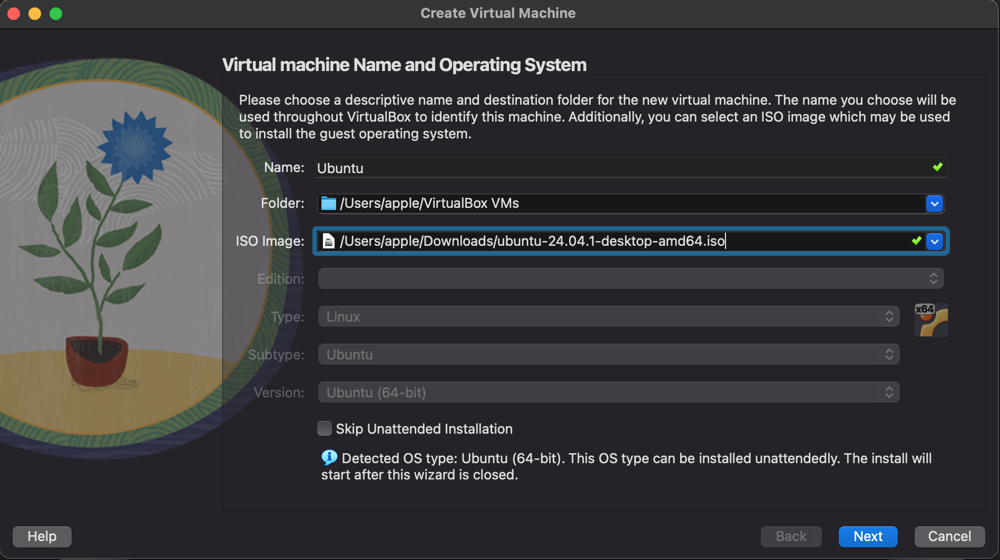 Create Virtual Machine
Virtual machine Name and Operating System
Please choose a descriptive name and destination folder for the new virtual machine. The name you choose will be
used throughout VirtualBox to identify this machine. Additionally, you can select an ISO image which may be used
to install the guest operating system.
Name: Ubuntu
Folder: /Users/apple/VirtualBox VMs
ISO Image: /Users/apple/Downloads/ubuntu-24.04.1-desktop-amd64.iso
Edition:
Type: Linux
x64
Subtype: Ubuntu
Version: Ubuntu (64-bit)
Skip Unattended Installation
Detected OS type: Ubuntu (64-bit). This OS type can be installed unattendedly. The install will
start after this wizard is closed.
Help Back Next Cancel